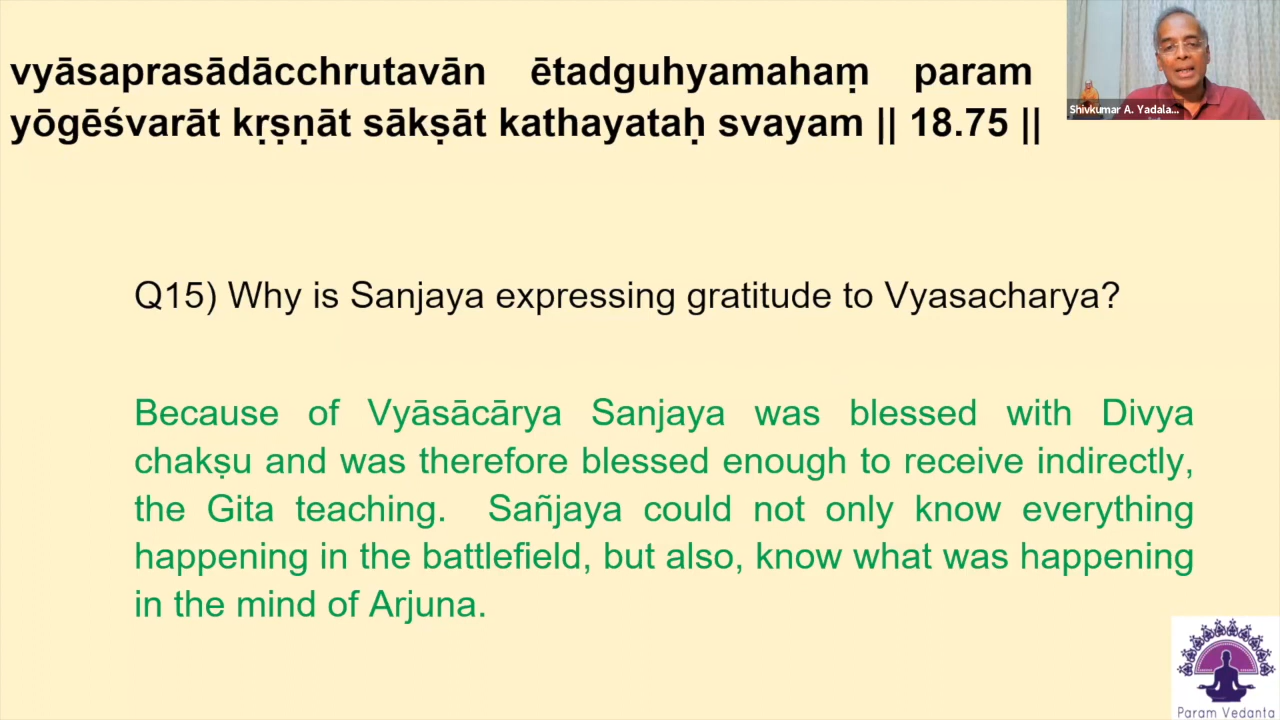 vyāsaprasādācchrutavān ētadguhyamahaṃ param
yōgēśvarāt kṛṣṇāt sākṣāt kathayataḥ svayam || 18.75 ||
Shivkumar A. Yadala...
Q15) Why is Sanjaya expressing gratitude to Vyasacharya?
Because of Vyāsācārya Sanjaya was blessed with Divya
chakṣu and was therefore blessed enough to receive indirectly,
the Gita teaching. Sañjaya could not only know everything
happening in the battlefield, but also, know what was happening
in the mind of Arjuna.
Param Vedanta